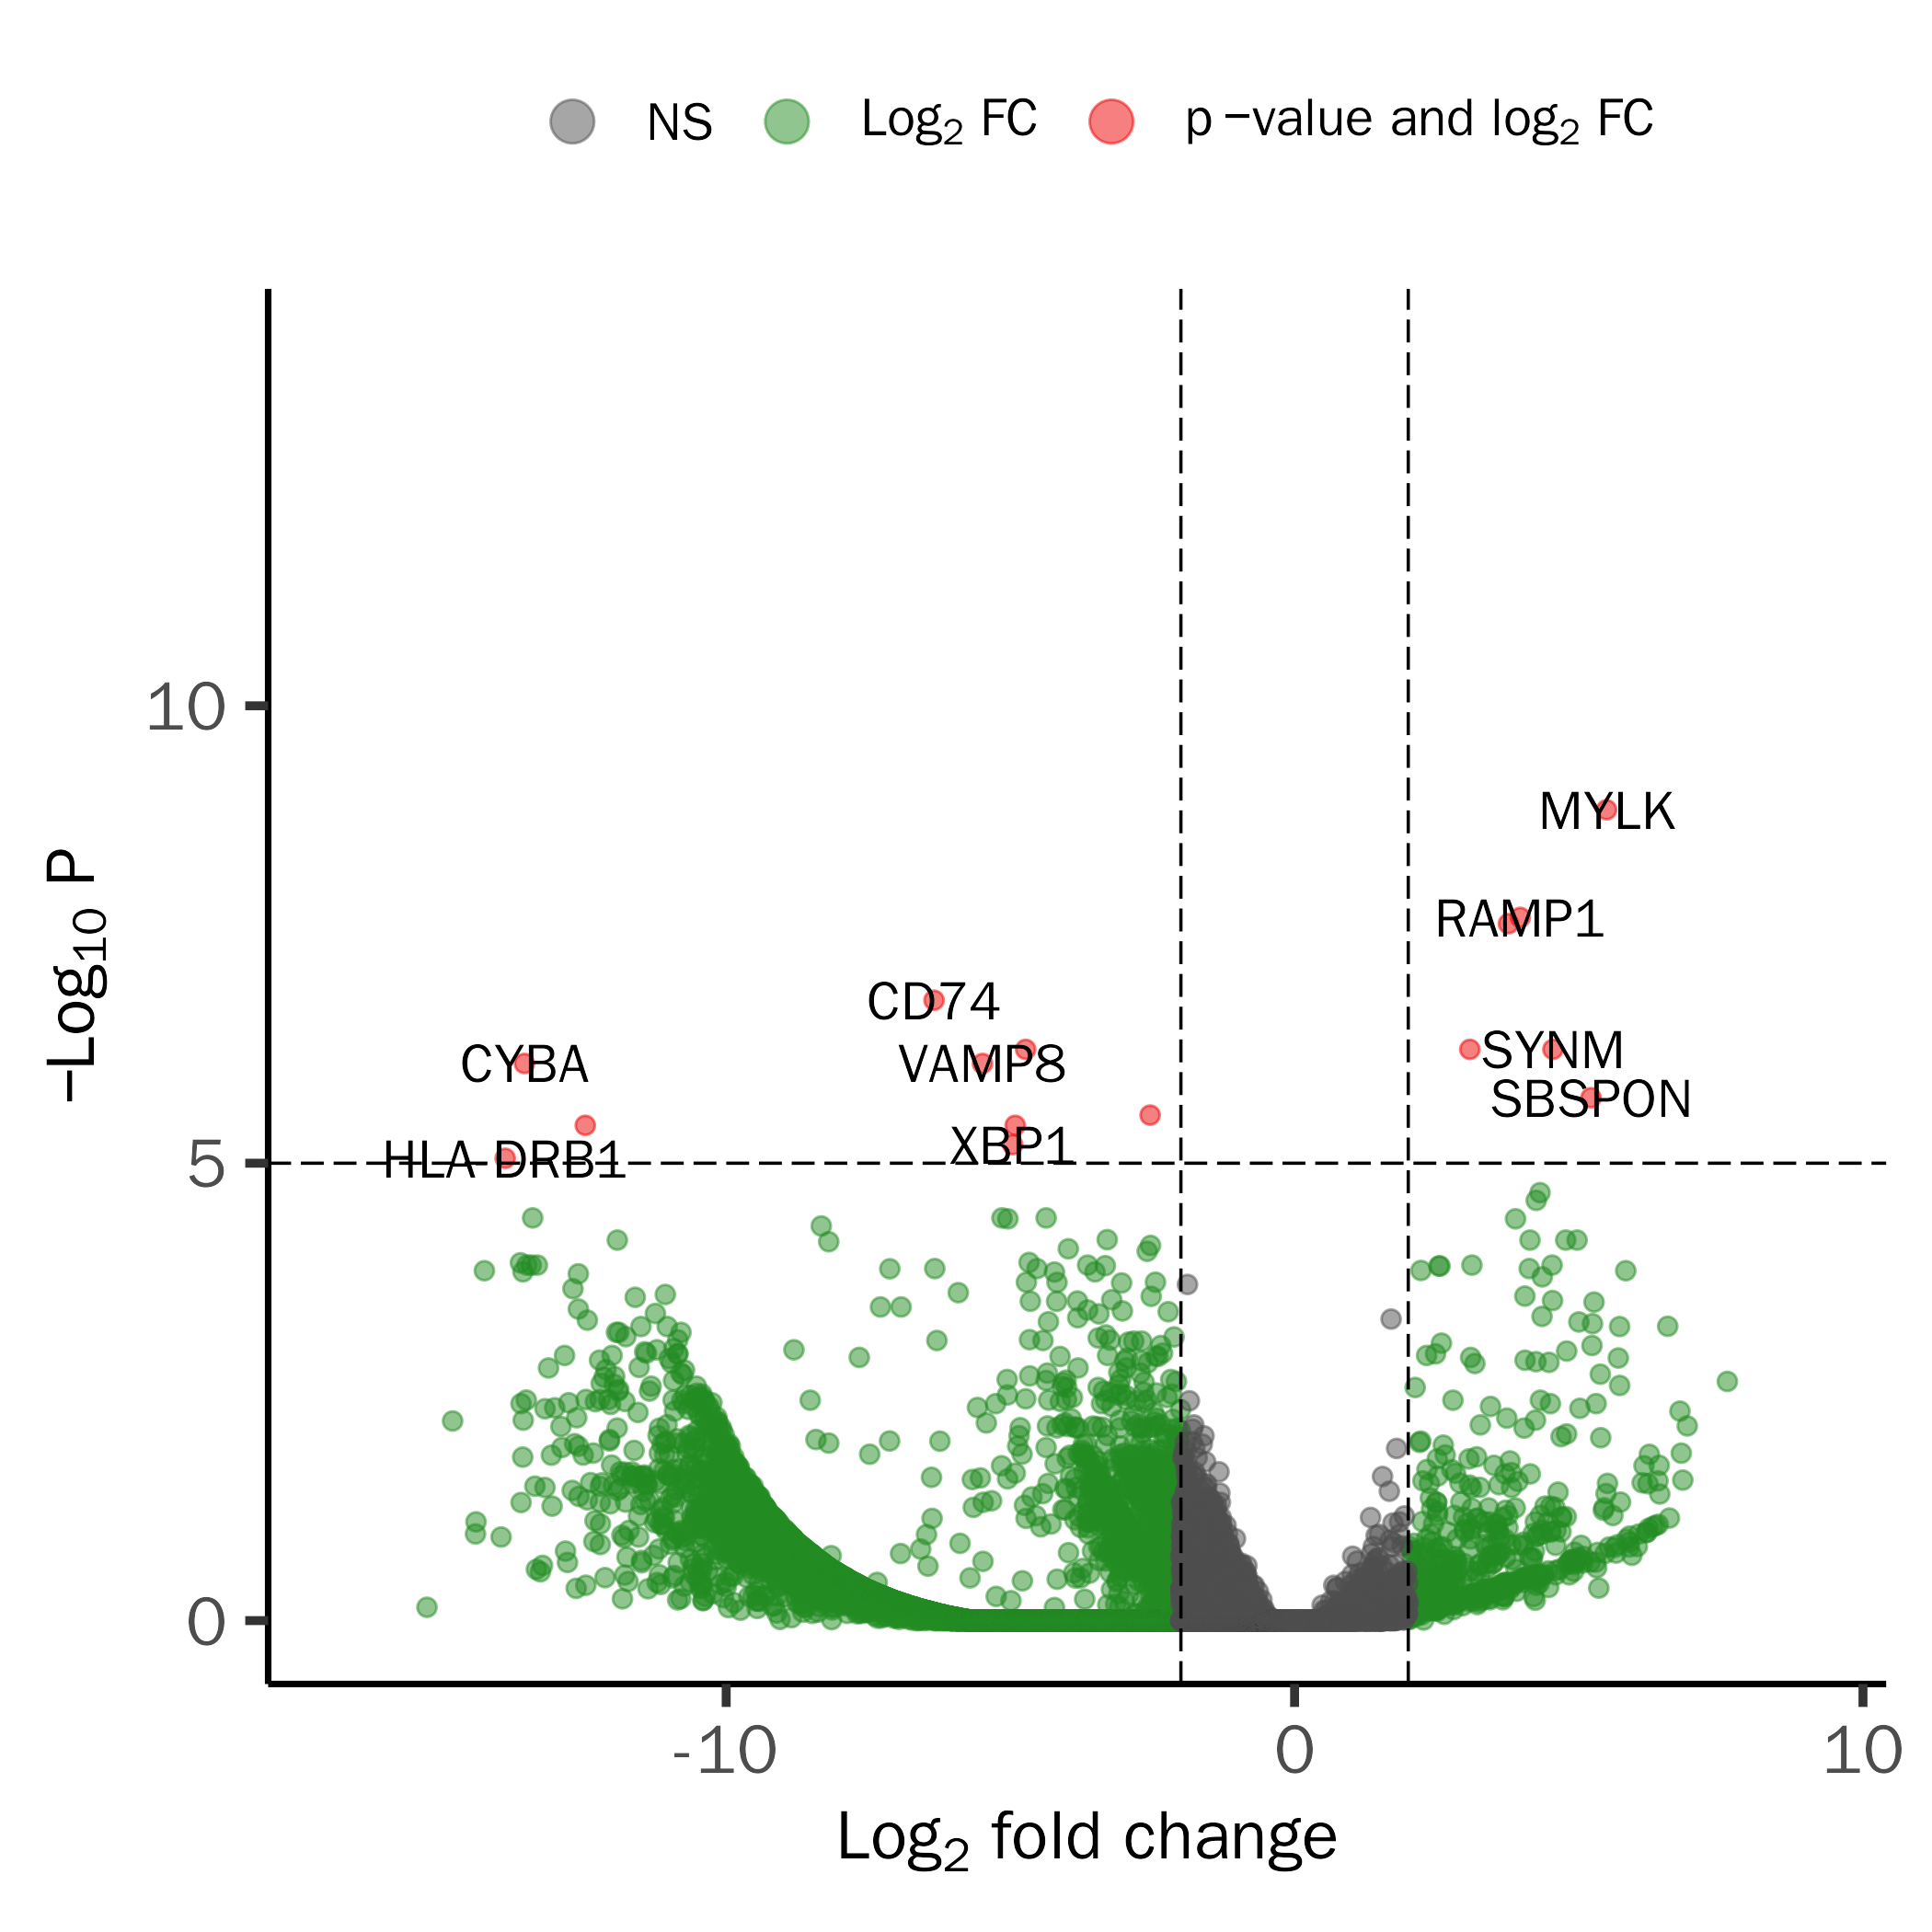 NS Log2 FC p −value and log2 FC
−Log10 P
10
5
0
MYLK
RAMP1
CD74
SYNM
CYBA
VAMP8
SBSPON
XBP1
HLA-DRB1
-10 0 10
Log2 fold change